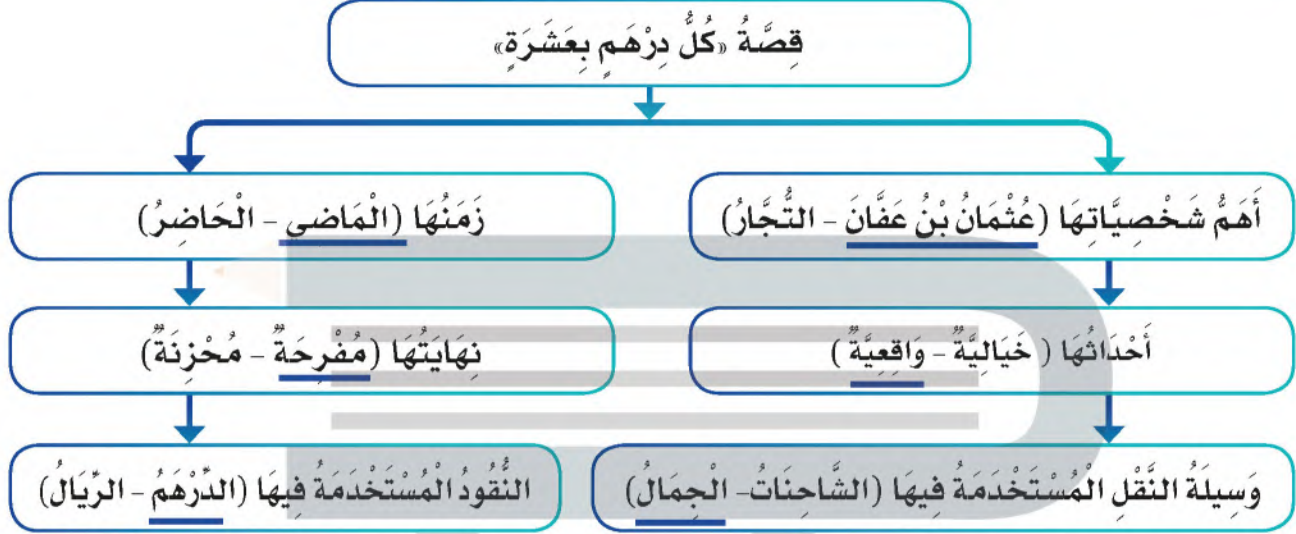 قِصَّةُ «كُلُّ دِرْهَمٍ بِعَشَرَةٍ»
أَهَمُّ شَخْصِيَّاتِهَا (عُثْمَانُ بْنُ عَفَّانَ - التُّجَّارُ)
زَمَنُهَا (الْمَاضِي - الْحَاضِرُ)
أَحْدَاثُهَا ( خَيَالِيَّةٌ - وَاقِعِيَّةٌ )
نِهَايَتُهَا (مُفْرِحَةٌ - مُحْزِنَةٌ)
وَسِيلَةُ النَّقْلِ الْمُسْتَخْدَمَةُ فِيهَا (الشَّاحِنَاتُ- الْجِمَالُ)
النُّقُودُ الْمُسْتَخْدَمَةُ فِيهَا (الدِّرْهَمُ - الرِّيَالُ)